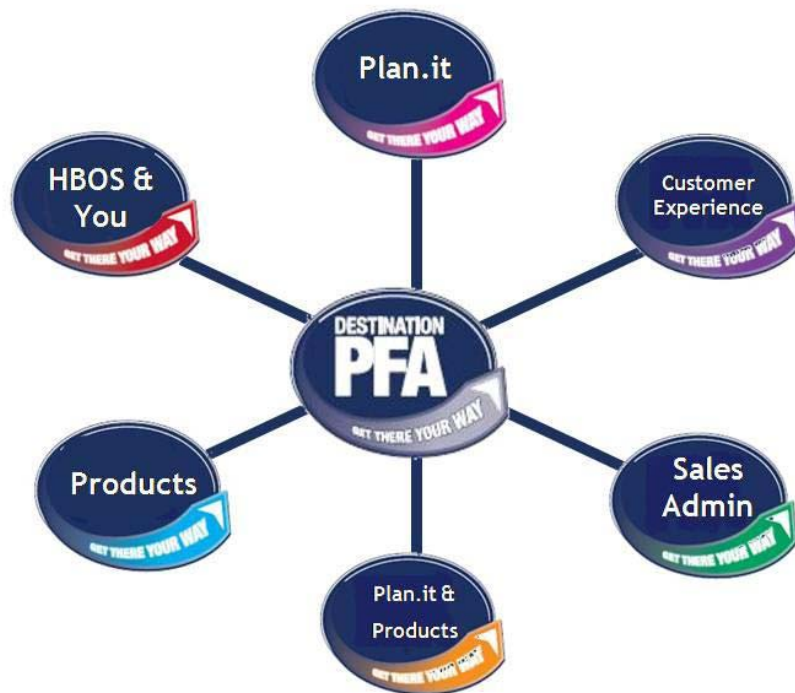 Plan.it
GET THERE YOUR WAY
HBOS &
You
GET THERE YOUR WAY
Customer
Experience
GET THERE YOUR WAY
DESTINATION
PFA
GET THERE YOUR WAY
Products
GET THERE YOUR WAY
Sales
Admin
GET THERE YOUR WAY
Plan.it &
Products
GET THERE YOUR WAY